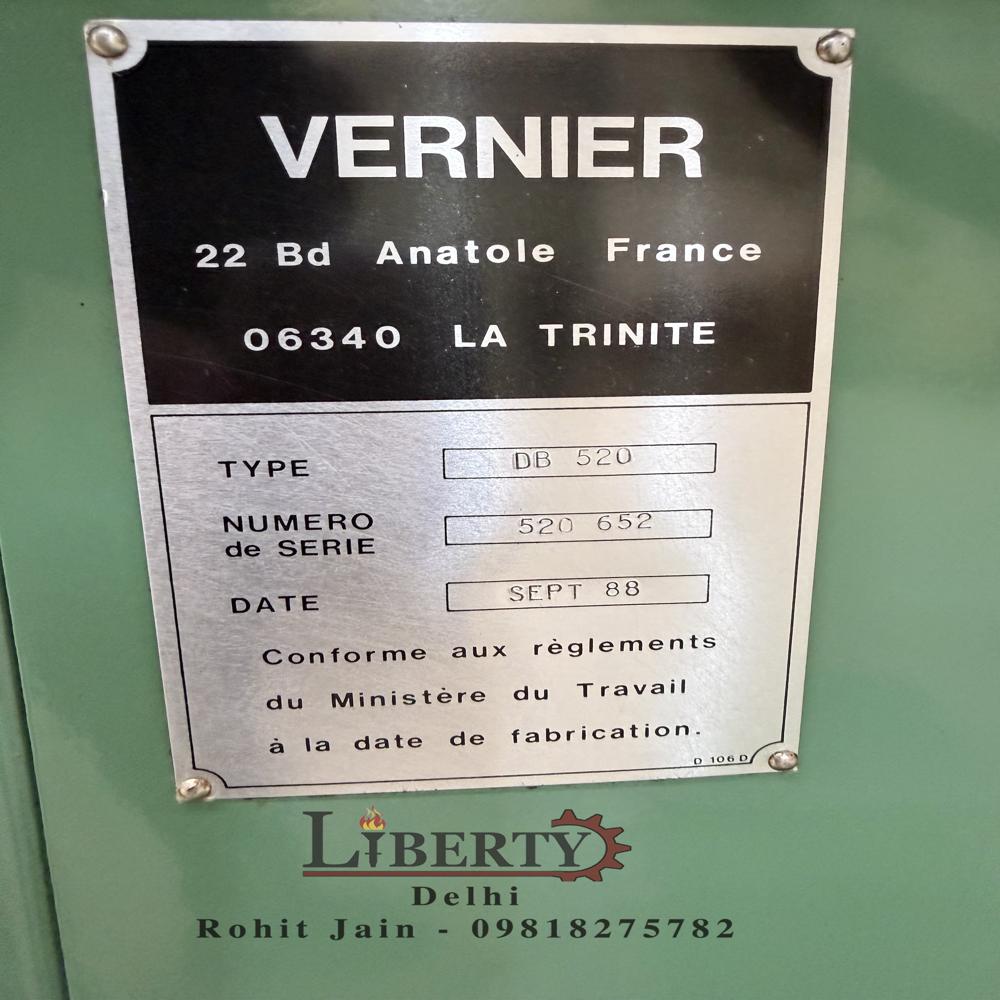 VERNIER
22 Bd Anatole France
06340 LA TRINITE
TYPE DB 520
NUMERO
de SERIE 520 652
DATE SEPT 88
Conforme aux règlements
du Ministère du Travail
à la date de fabrication.
D 106 D
LIBERTY
Delhi
Rohit Jain - 09818275782